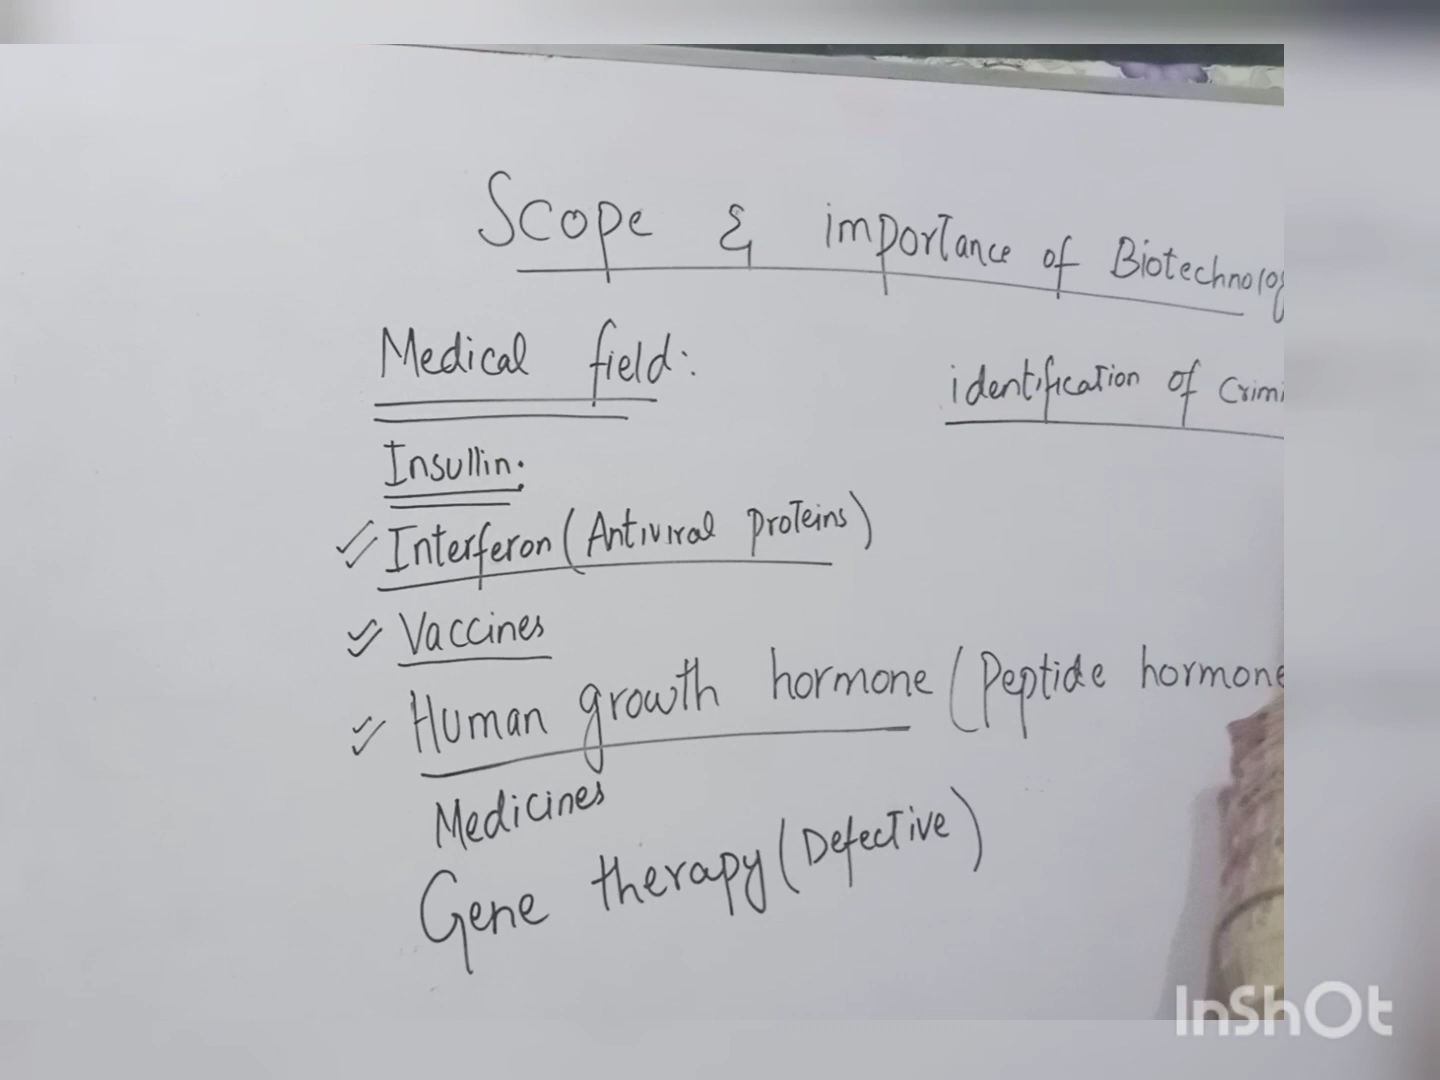 Scope & importance of Biotechnolog
Medical field:
identification of Crimi
Insullin.
Interferon (Antiviral proteins)
Vaccines
Human growth hormone (Peptide hormone
Medicines
Gene therapy (Defective)
InShOt